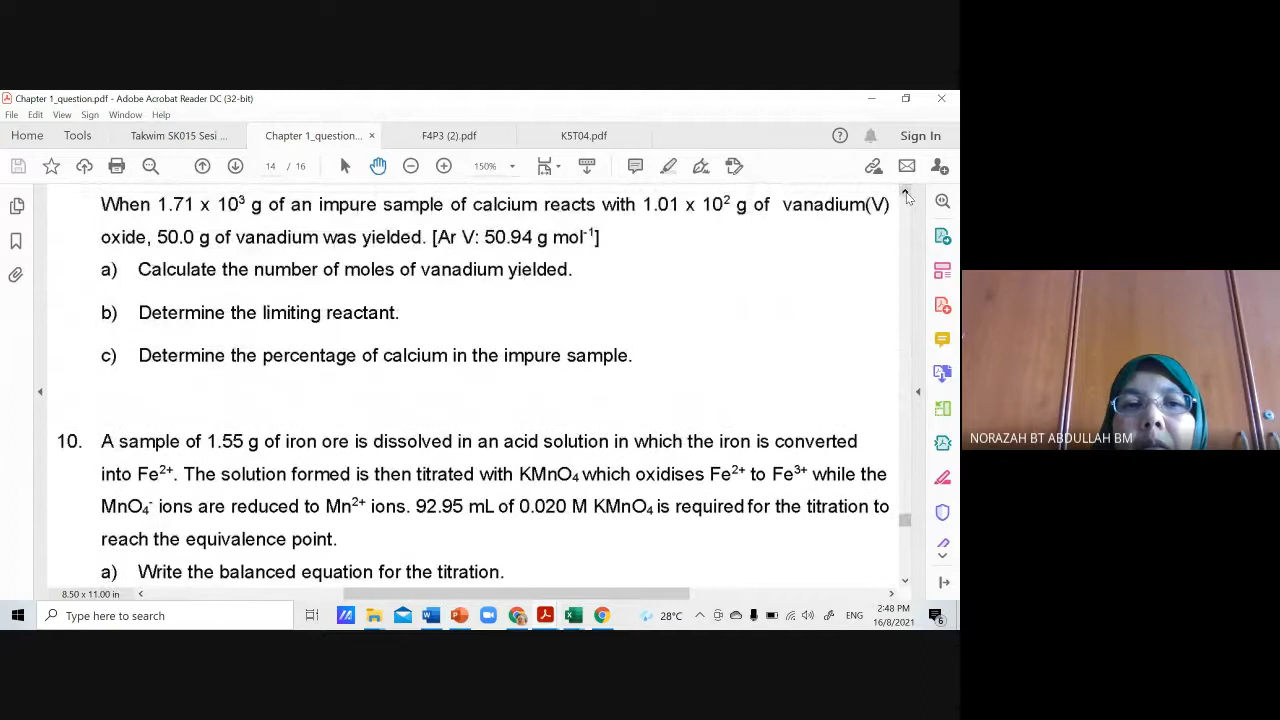 Chapter 1_question.pdf - Adobe Acrobat Reader DC (32-bit)
File Edit View Sign Window Help
Home Tools Takwim SK015 Sesi ... Chapter 1_question... × F4P3 (2).pdf K5T04.pdf Sign In
14 / 16 150%
When 1.71 x 10³ g of an impure sample of calcium reacts with 1.01 x 10² g of vanadium(V)
oxide, 50.0 g of vanadium was yielded. [Ar V: 50.94 g mol⁻¹]
a) Calculate the number of moles of vanadium yielded.
b) Determine the limiting reactant.
c) Determine the percentage of calcium in the impure sample.
10. A sample of 1.55 g of iron ore is dissolved in an acid solution in which the iron is converted
into Fe²⁺. The solution formed is then titrated with KMnO₄ which oxidises Fe²⁺ to Fe³⁺ while the
MnO₄⁻ ions are reduced to Mn²⁺ ions. 92.95 mL of 0.020 M KMnO₄ is required for the titration to
reach the equivalence point.
a) Write the balanced equation for the titration.
8.50 x 11.00 in
Type here to search
28°C ENG
2:48 PM
16/8/2021
6
NORAZAH BT ABDULLAH BM